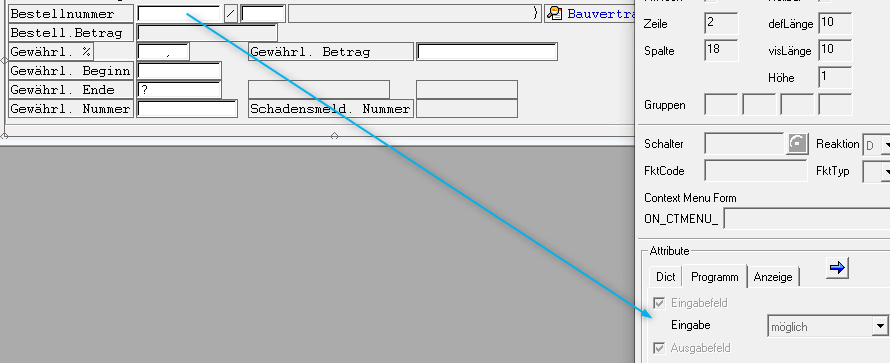 Bestellnummer / ) Bauvertra
Bestell.Betrag
Gewährl. % , Gewährl. Betrag
Gewährl. Beginn
Gewährl. Ende ?
Gewährl. Nummer Schadensmeld. Nummer
Zeile 2 defLänge 10
Spalte 18 visLänge 10
Höhe 1
Gruppen
Schalter Reaktion D
FktCode FktTyp
Context Menu Form
ON_CTMENU_
Attribute
Dict Programm Anzeige
Eingabefeld
Eingabe möglich
Ausgabefeld